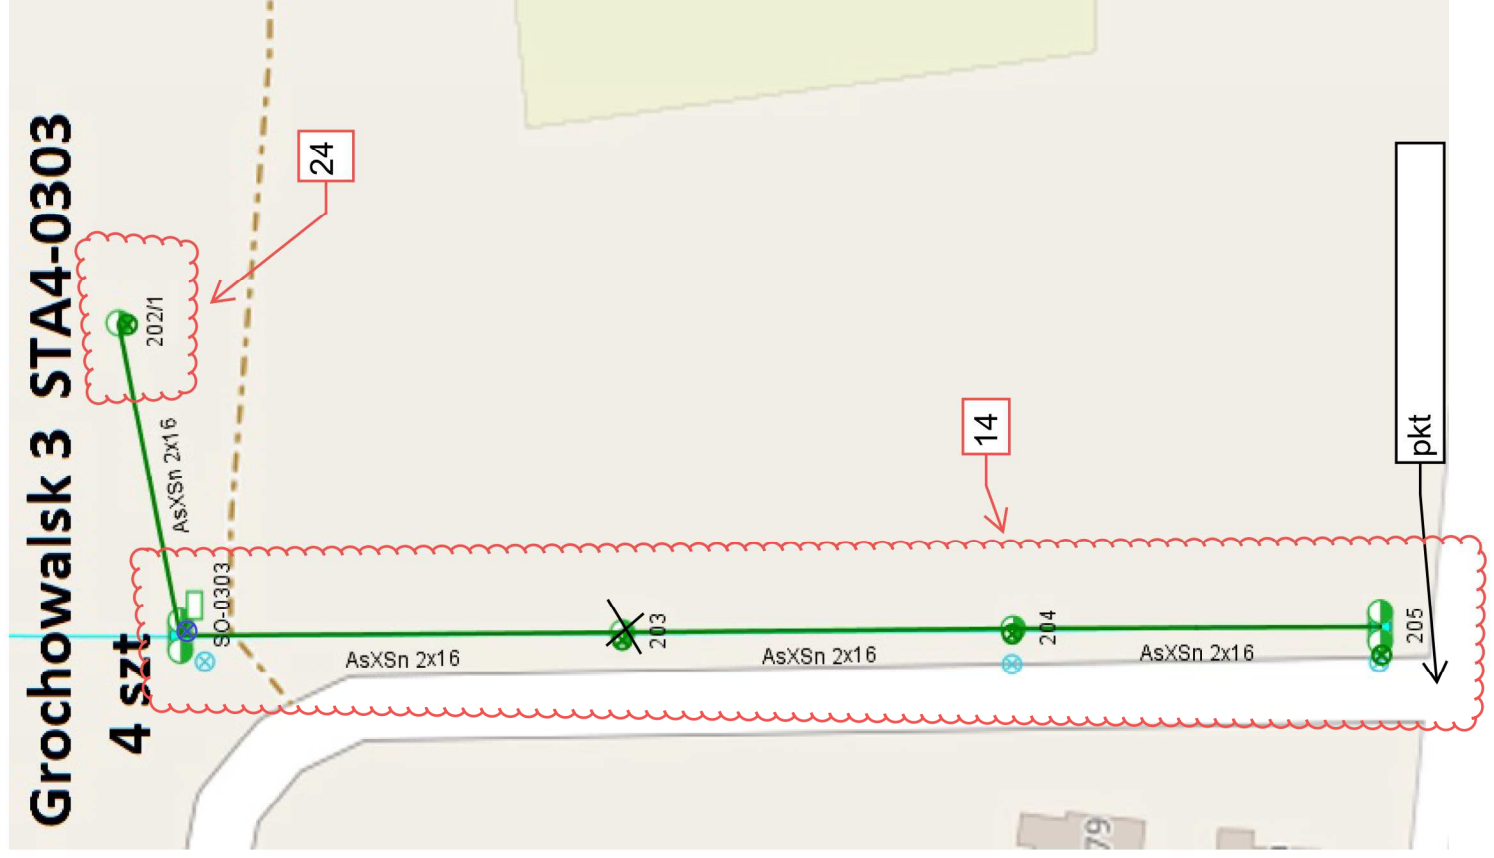 Grochowalsk 3 STA4-0303
4 szt
24
202/1
AsXSn 2x16
SO-0303
AsXSn 2x16
203
14
AsXSn 2x16
204
AsXSn 2x16
205
pkt
79